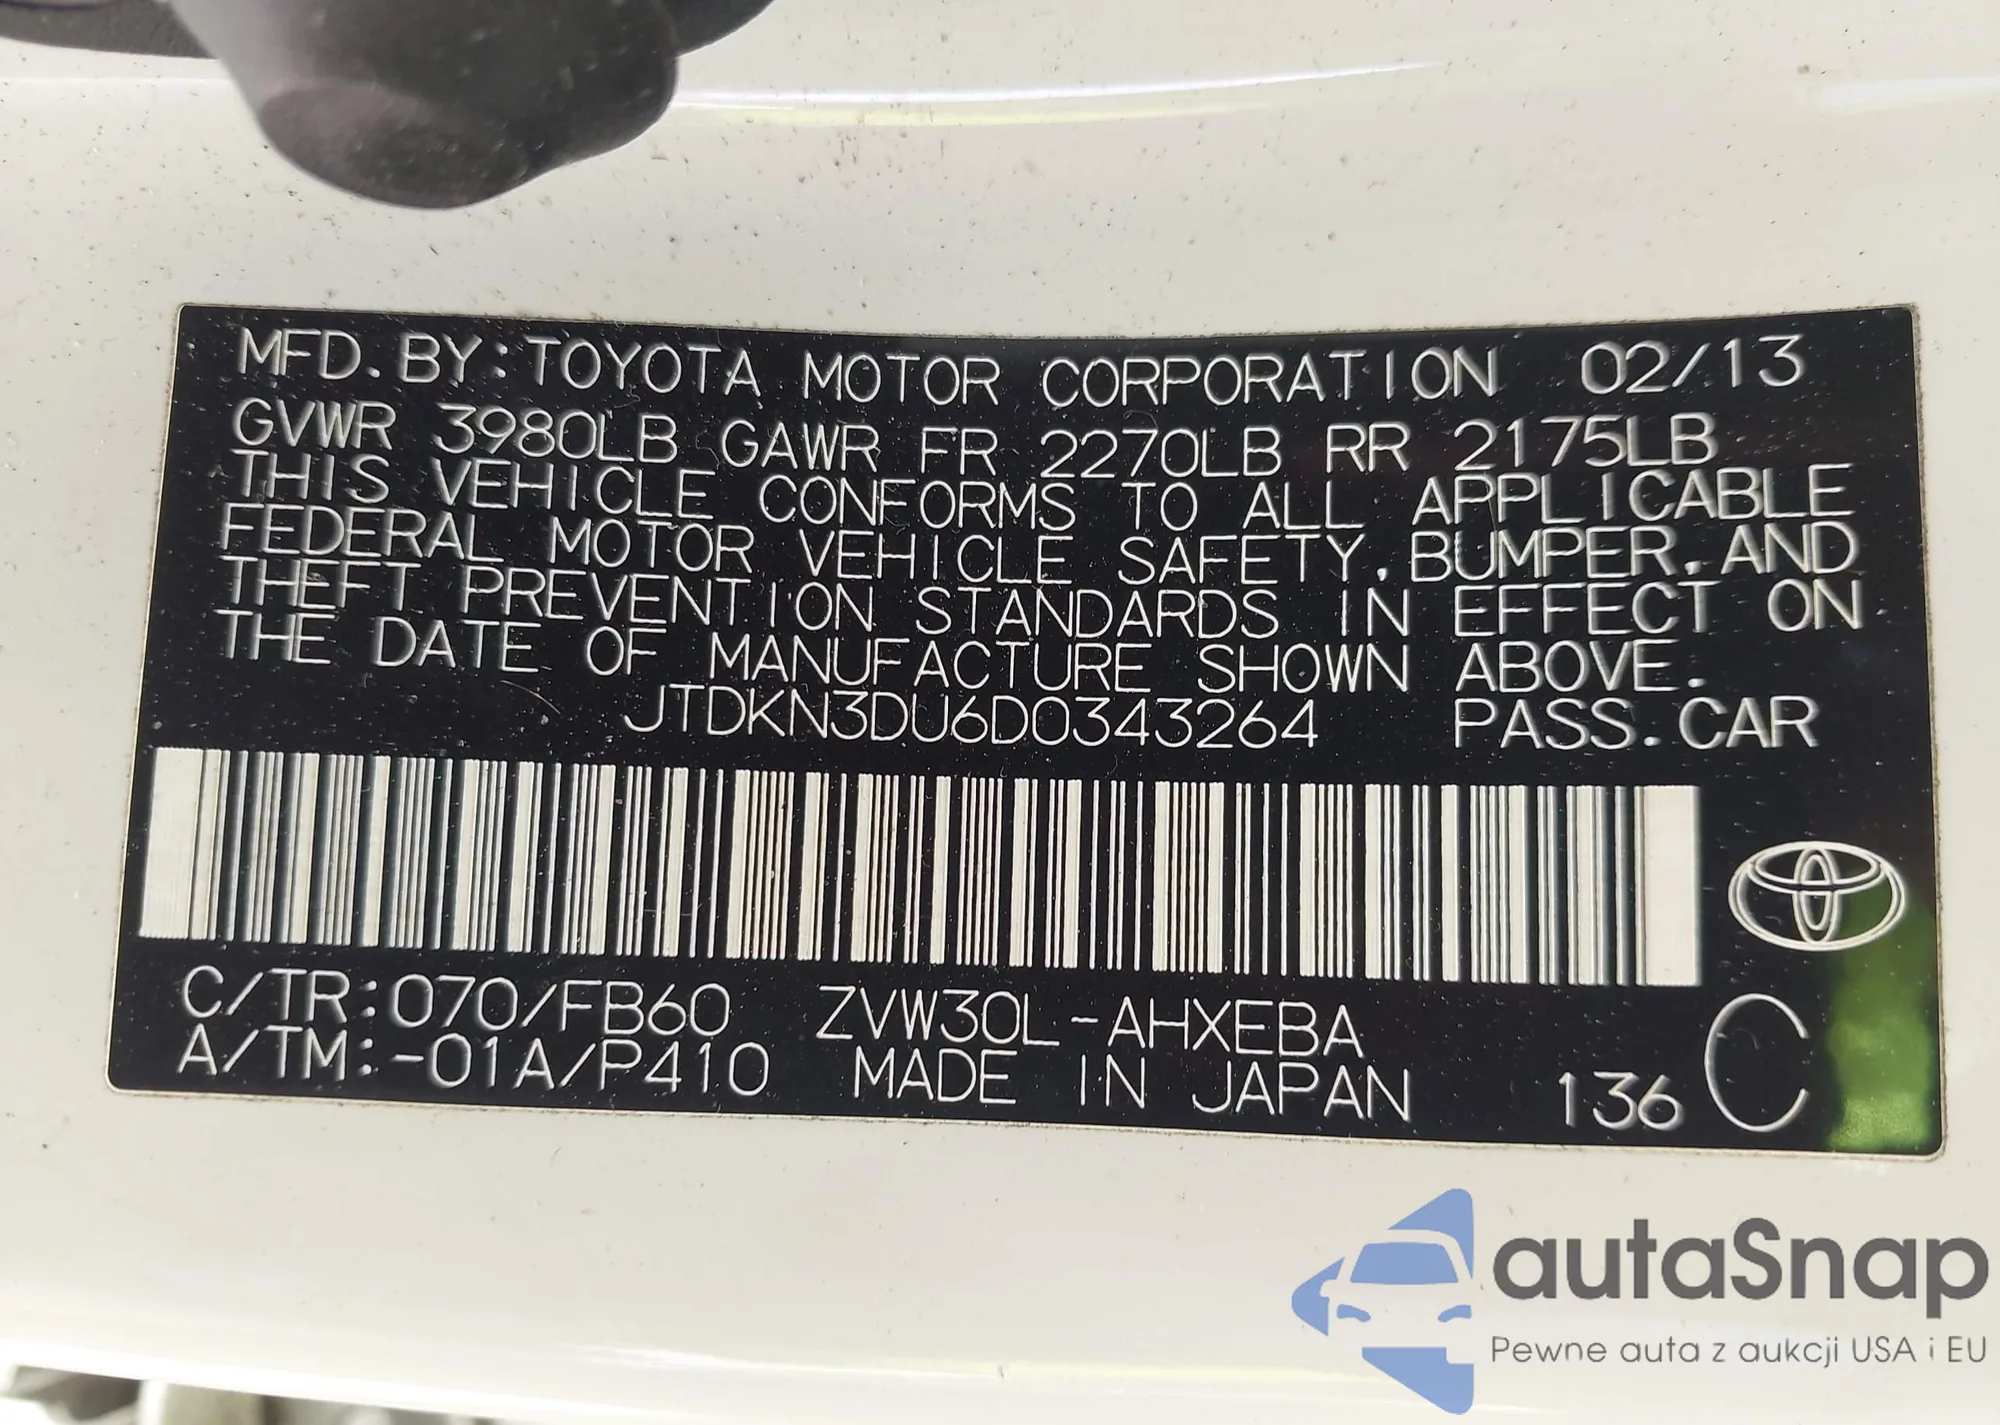 MFD. BY: TOYOTA MOTOR CORPORATION 02/13
GVWR 3980LB GAWR FR 2270LB RR 2175LB
THIS VEHICLE CONFORMS TO ALL APPLICABLE
FEDERAL MOTOR VEHICLE SAFETY, BUMPER, AND
THEFT PREVENTION STANDARDS IN EFFECT ON
THE DATE OF MANUFACTURE SHOWN ABOVE.
JTDKN3DU6D0343264 PASS. CAR
C/TR: 070/FB60 ZVW30L-AHXEBA
A/TM: -01A/P410 MADE IN JAPAN 136 C
autaSnap
Pewne auta z aukcji USA i EU